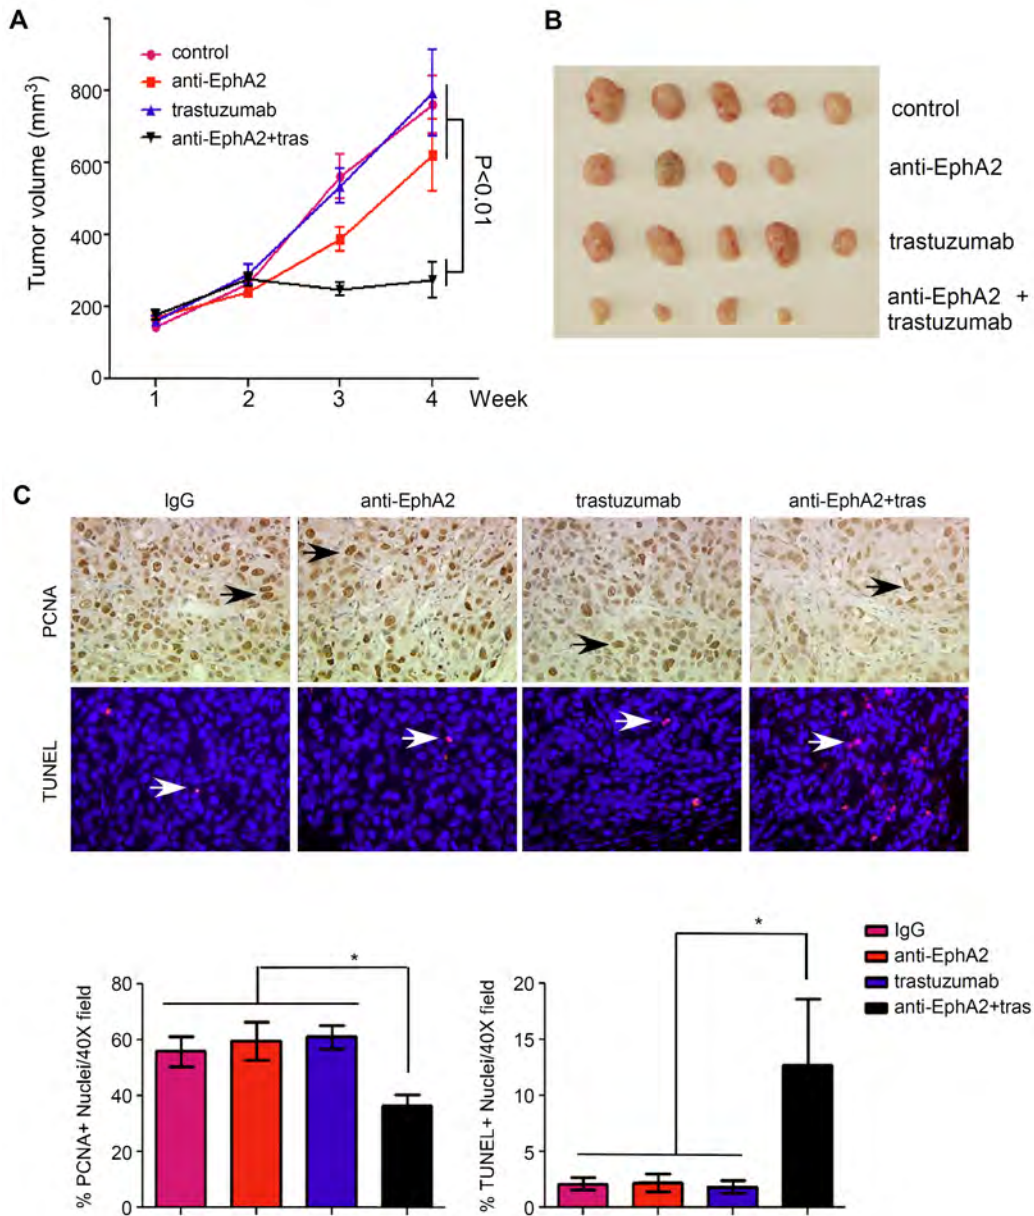 A
control
anti-EphA2
trastuzumab
anti-EphA2+tras
Tumor volume (mm3)
800
600
400
200
0
1 2 3 4 Week
P<0.01
B
control
anti-EphA2
trastuzumab
anti-EphA2 +
trastuzumab
C
IgG anti-EphA2 trastuzumab anti-EphA2+tras
PCNA
TUNEL
% PCNA+ Nuclei/40X field
80
60
40
20
0
*
% TUNEL+ Nuclei/40X field
20
15
10
5
0
*
IgG
anti-EphA2
trastuzumab
anti-EphA2+tras